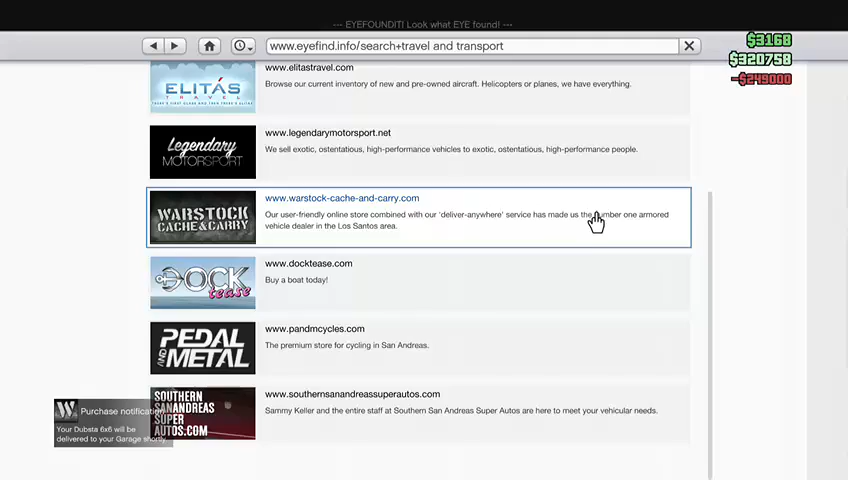 --- EYEFOUNDIT! Look what EYE found! ---
www.eyefind.info/search+travel and transport
$3168
$320758
-$249000
www.elitastravel.com
ELITÁS
TRAVEL
Browse our current inventory of new and pre-owned aircraft. Helicopters or planes, we have everything.
Legendary
MOTORSPORT
www.legendarymotorsport.net
We sell exotic, ostentatious, high-performance vehicles to exotic, ostentatious, high-performance people.
WARSTOCK
CACHE&CARRY
www.warstock-cache-and-carry.com
Our user-friendly online store combined with our 'deliver-anywhere' service has made us the number one armored
vehicle dealer in the Los Santos area.
DOCK
tease
www.docktease.com
Buy a boat today!
PEDAL
AND METAL
www.pandmcycles.com
The premium store for cycling in San Andreas.
SOUTHERN
SANANDREAS
SUPER
AUTOS.COM
www.southernsanandreassuperautos.com
Sammy Keller and the entire staff at Southern San Andreas Super Autos are here to meet your vehicular needs.
W
Purchase notification
Your Dubsta 6x6 will be
delivered to your Garage shortly.